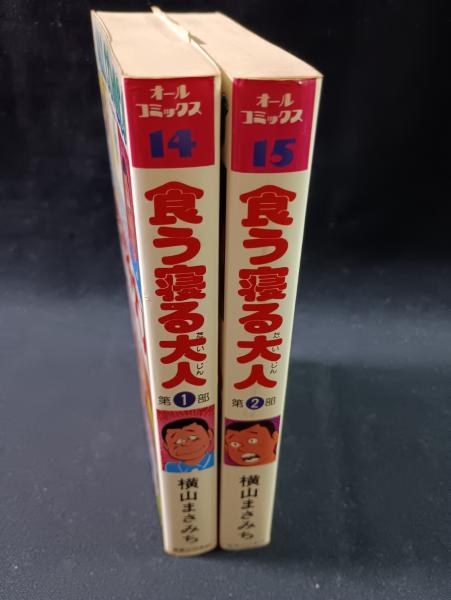 オール
コミックス
14
食う寝る大人
たいじん
第1部
横山まさみち
オール
コミックス
15
食う寝る大人
たいじん
第2部
横山まさみち